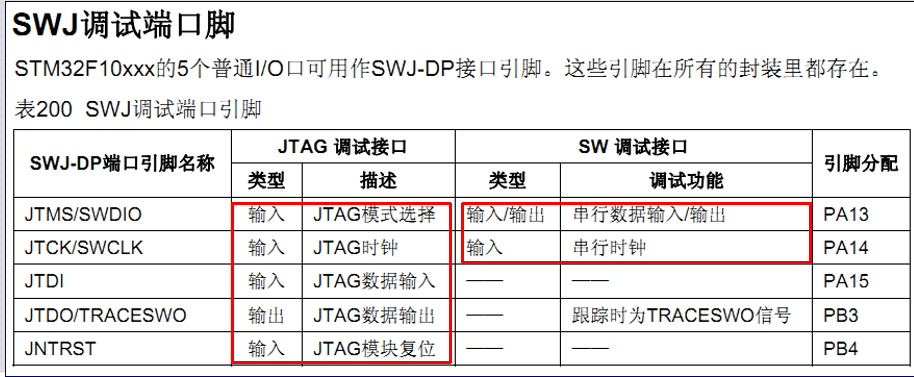 SWJ调试端口脚
STM32F10xxx的5个普通I/O口可用作SWJ-DP接口引脚。这些引脚在所有的封装里都存在。
表200 SWJ调试端口引脚
SWJ-DP端口引脚名称 JTAG 调试接口 SW 调试接口 引脚分配
类型 描述 类型 调试功能
JTMS/SWDIO 输入 JTAG模式选择 输入/输出 串行数据输入/输出 PA13
JTCK/SWCLK 输入 JTAG时钟 输入 串行时钟 PA14
JTDI 输入 JTAG数据输入 —— —— PA15
JTDO/TRACESWO 输出 JTAG数据输出 —— 跟踪时为TRACESWO信号 PB3
JNTRST 输入 JTAG模块复位 —— —— PB4